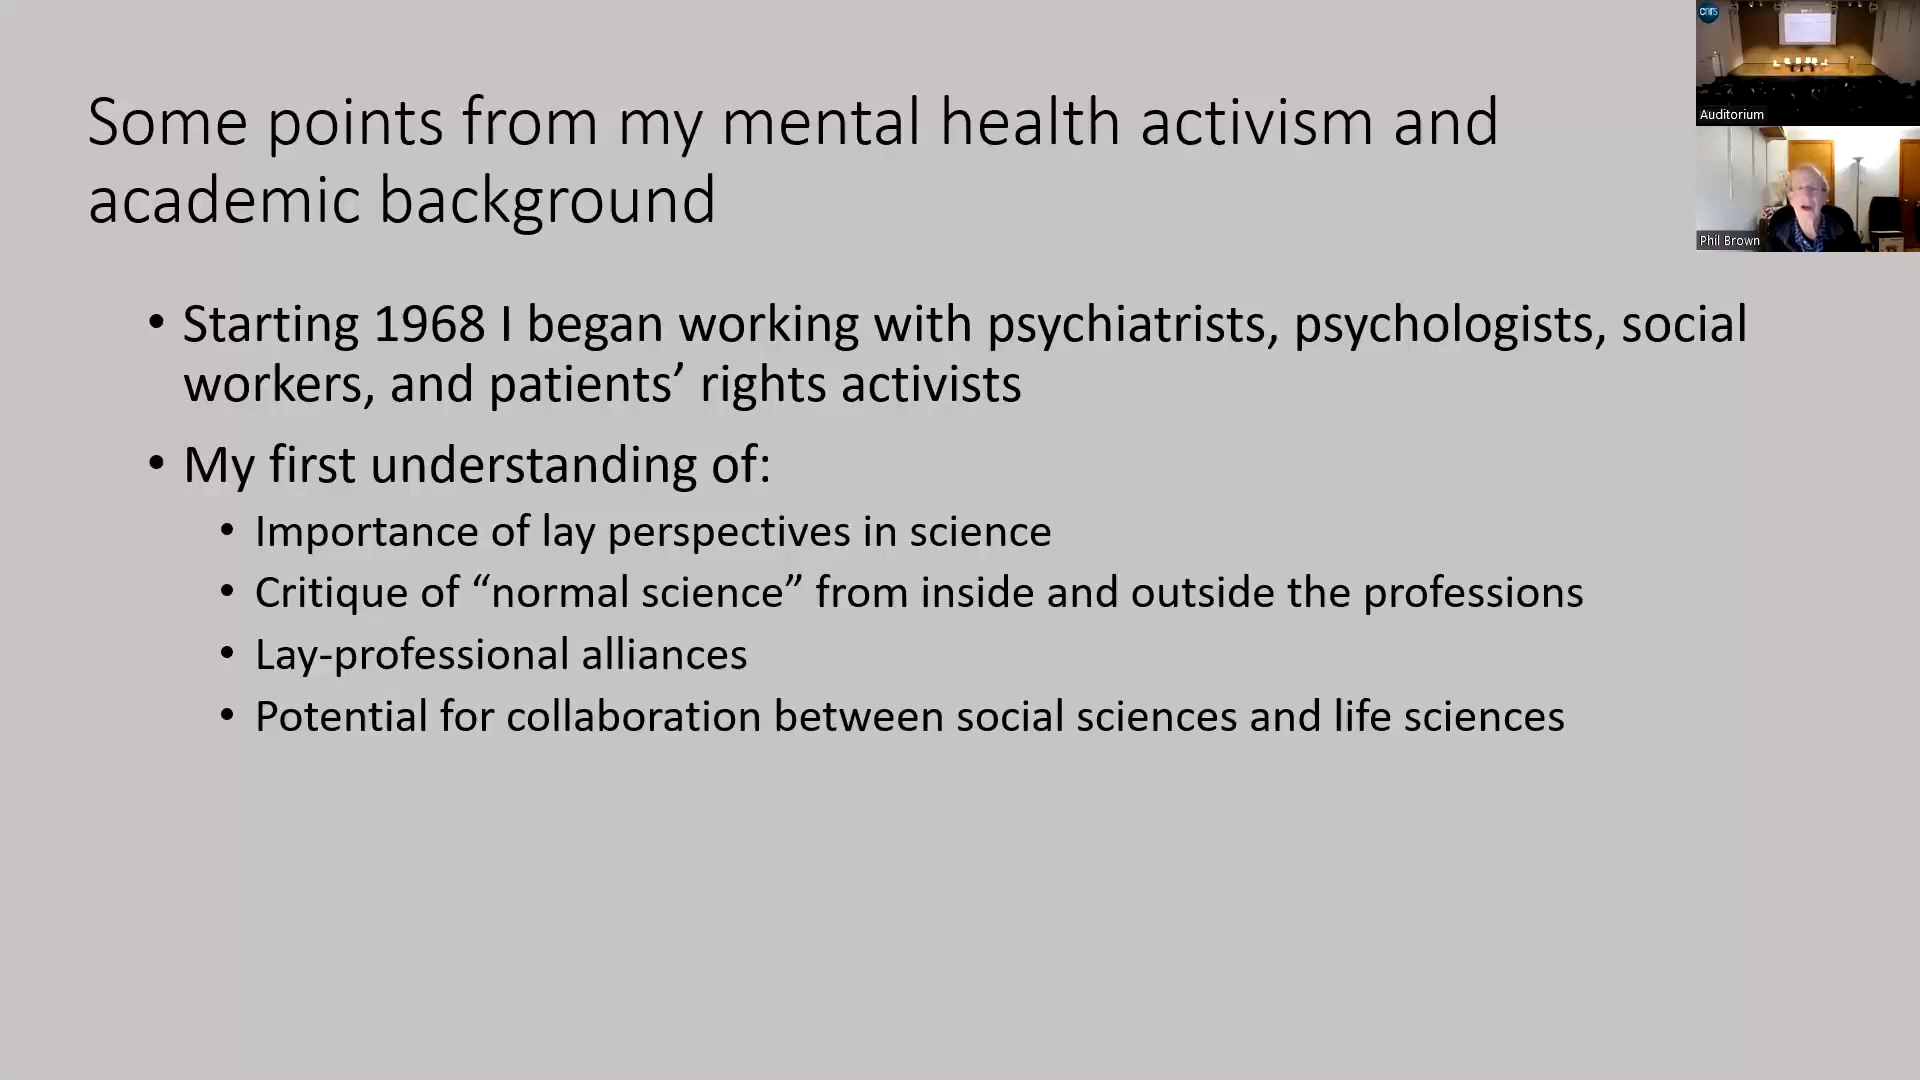 Some points from my mental health activism and
academic background
• Starting 1968 I began working with psychiatrists, psychologists, social
workers, and patients’ rights activists
• My first understanding of:
• Importance of lay perspectives in science
• Critique of “normal science” from inside and outside the professions
• Lay-professional alliances
• Potential for collaboration between social sciences and life sciences
cnrs
Auditorium
Phil Brown